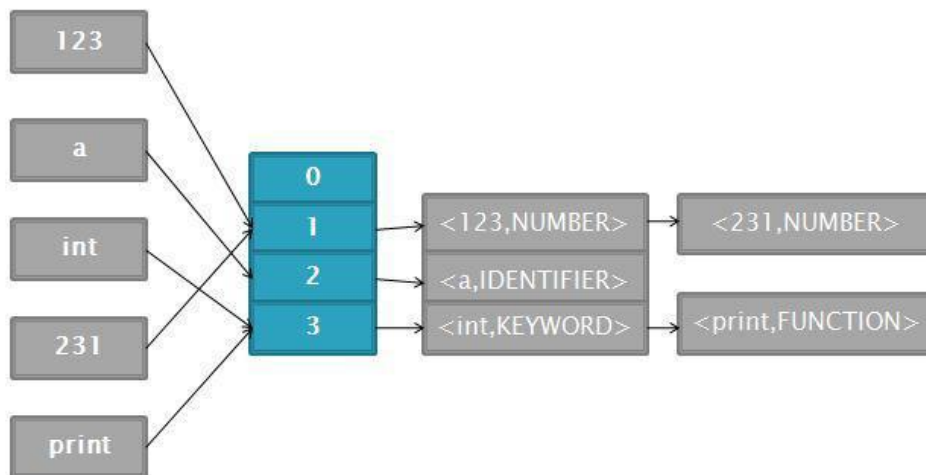 123
a
int
231
print
0
1
2
3
<123,NUMBER>
<a,IDENTIFIER>
<int,KEYWORD>
<231,NUMBER>
<print,FUNCTION>